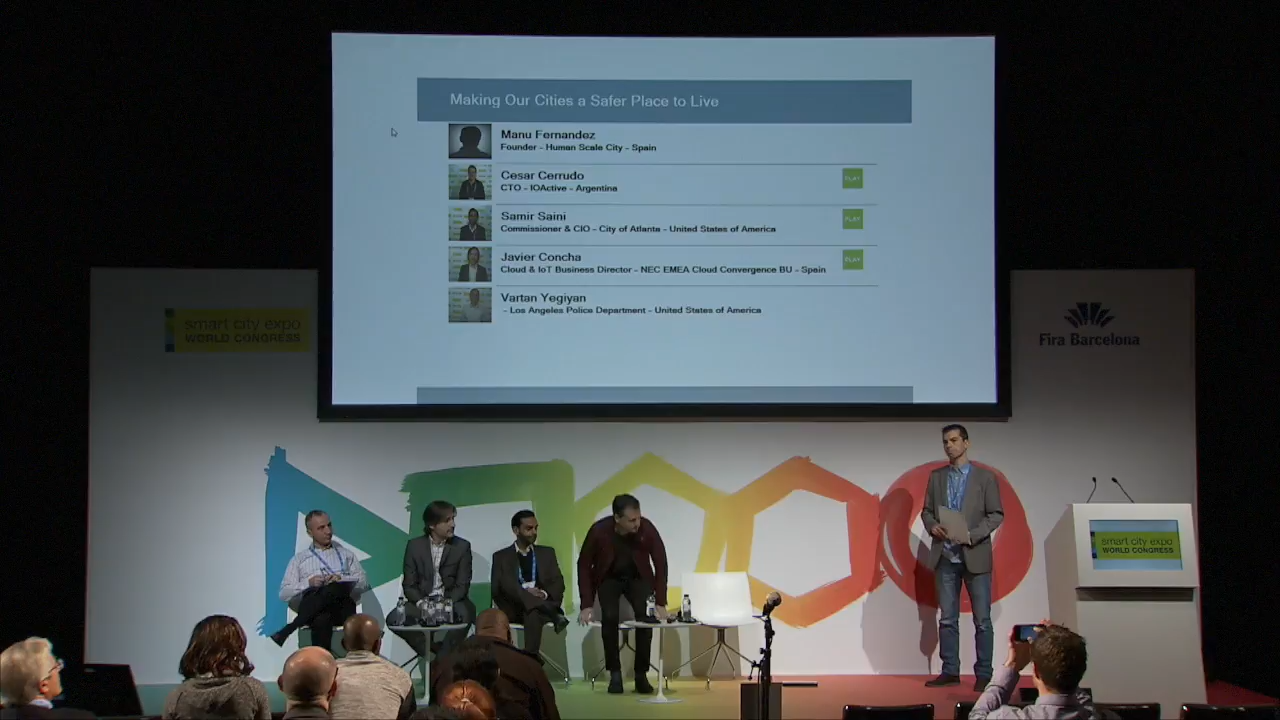 Making Our Cities a Safer Place to Live
Manu Fernandez
Founder - Human Scale City - Spain
Cesar Cerrudo
CTO - IOActive - Argentina
PLAY
Samir Saini
Commissioner & CIO - City of Atlanta - United States of America
PLAY
Javier Concha
Cloud & IoT Business Director - NEC EMEA Cloud Convergence BU - Spain
PLAY
Vartan Yegiyan
- Los Angeles Police Department - United States of America
smart city expo
WORLD CONGRESS
Fira Barcelona
smart city expo
WORLD CONGRESS